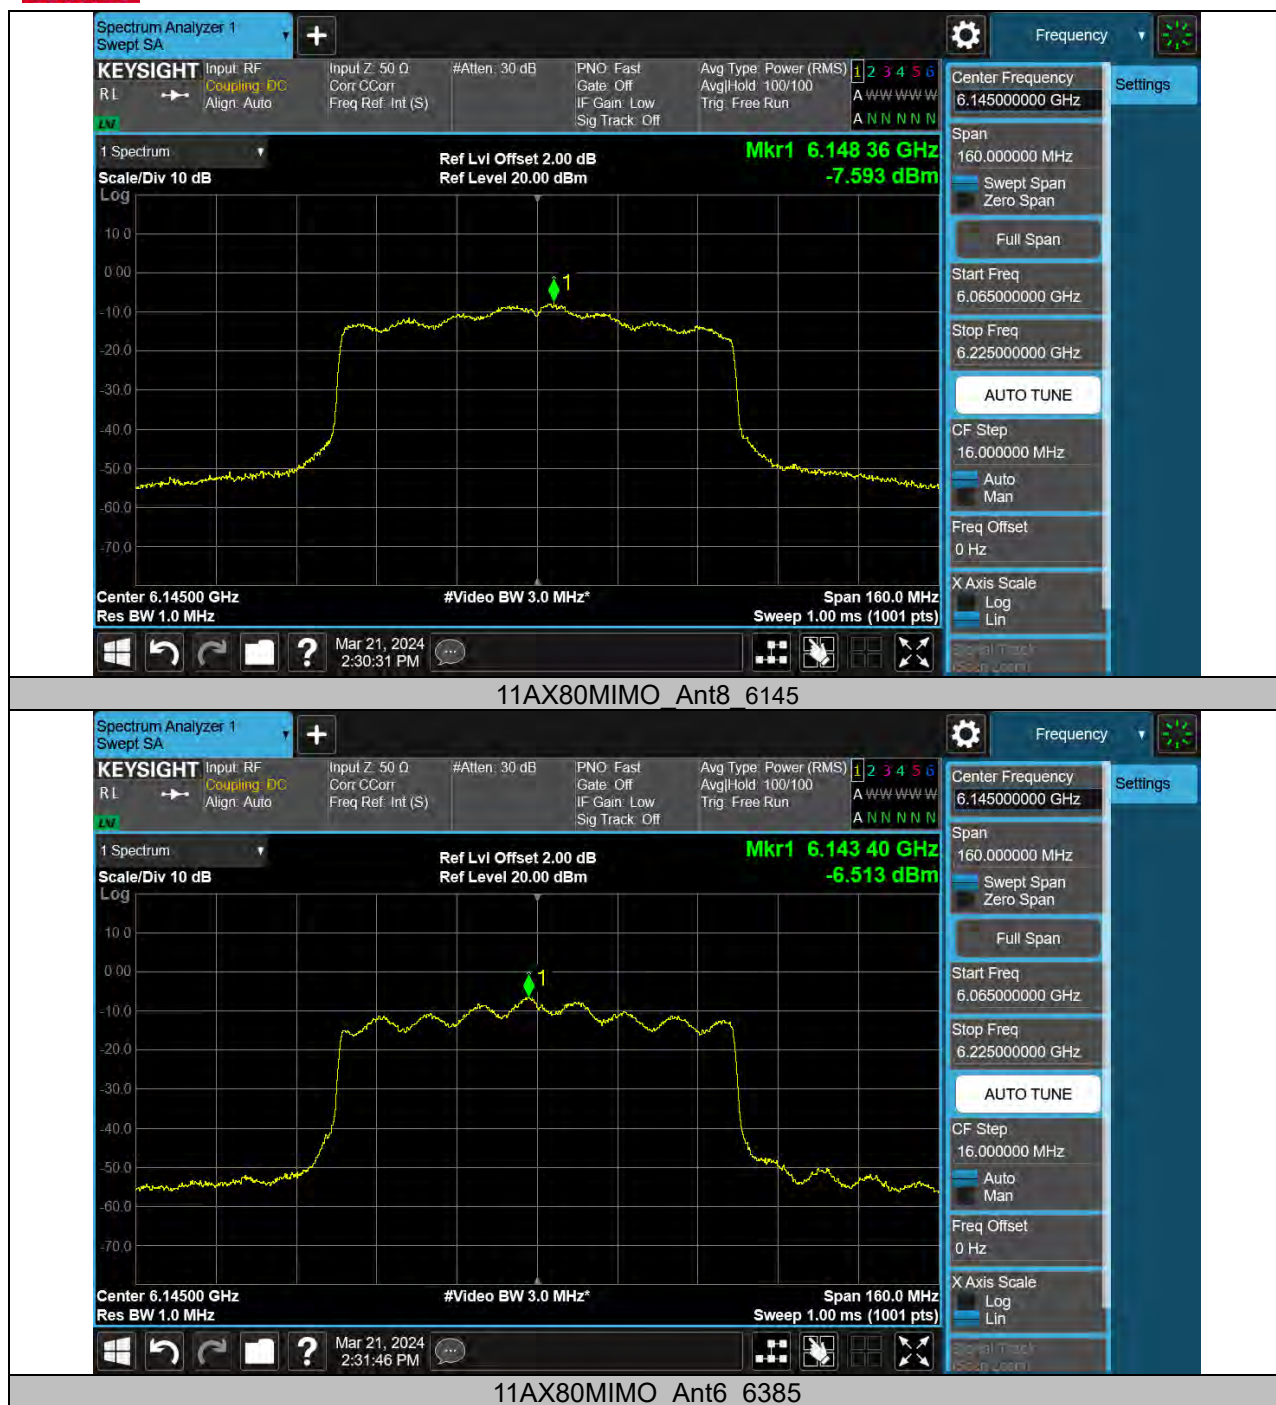 Spectrum Analyzer 1
Swept SA
+
Frequency
KEYSIGHT
RL
LNE
Input: RF
Coupling: DC
Align: Auto
Input Z: 50 Ω
Corr CCorr
Freq Ref: Int (S)
#Atten: 30 dB
PNO: Fast
Gate: Off
IF Gain: Low
Sig Track: Off
Avg Type: Power (RMS)
Avg|Hold: 100/100
Trig: Free Run
1 2 3 4 5 6
A W W W W W
A N N N N N
Center Frequency
6.145000000 GHz
Settings
Span
160.000000 MHz
Swept Span
Zero Span
Full Span
Start Freq
6.065000000 GHz
Stop Freq
6.225000000 GHz
AUTO TUNE
CF Step
16.000000 MHz
Auto
Man
Freq Offset
0 Hz
X Axis Scale
Log
Lin
Signal Track
(Span Zoom)
1 Spectrum
Scale/Div 10 dB
Ref Lvl Offset 2.00 dB
Ref Level 20.00 dBm
Mkr1 6.148 36 GHz
-7.593 dBm
Log
10.0
0.00
-10.0
-20.0
-30.0
-40.0
-50.0
-60.0
-70.0
1
Center 6.14500 GHz
Res BW 1.0 MHz
#Video BW 3.0 MHz*
Span 160.0 MHz
Sweep 1.00 ms (1001 pts)
?
Mar 21, 2024
2:30:31 PM
11AX80MIMO_Ant8_6145
Spectrum Analyzer 1
Swept SA
+
Frequency
KEYSIGHT
RL
LNE
Input: RF
Coupling: DC
Align: Auto
Input Z: 50 Ω
Corr CCorr
Freq Ref: Int (S)
#Atten: 30 dB
PNO: Fast
Gate: Off
IF Gain: Low
Sig Track: Off
Avg Type: Power (RMS)
Avg|Hold: 100/100
Trig: Free Run
1 2 3 4 5 6
A W W W W W
A N N N N N
Center Frequency
6.145000000 GHz
Settings
Span
160.000000 MHz
Swept Span
Zero Span
Full Span
Start Freq
6.065000000 GHz
Stop Freq
6.225000000 GHz
AUTO TUNE
CF Step
16.000000 MHz
Auto
Man
Freq Offset
0 Hz
X Axis Scale
Log
Lin
Signal Track
(Span Zoom)
1 Spectrum
Scale/Div 10 dB
Ref Lvl Offset 2.00 dB
Ref Level 20.00 dBm
Mkr1 6.143 40 GHz
-6.513 dBm
Log
10.0
0.00
-10.0
-20.0
-30.0
-40.0
-50.0
-60.0
-70.0
1
Center 6.14500 GHz
Res BW 1.0 MHz
#Video BW 3.0 MHz*
Span 160.0 MHz
Sweep 1.00 ms (1001 pts)
?
Mar 21, 2024
2:31:46 PM
11AX80MIMO_Ant6_6385